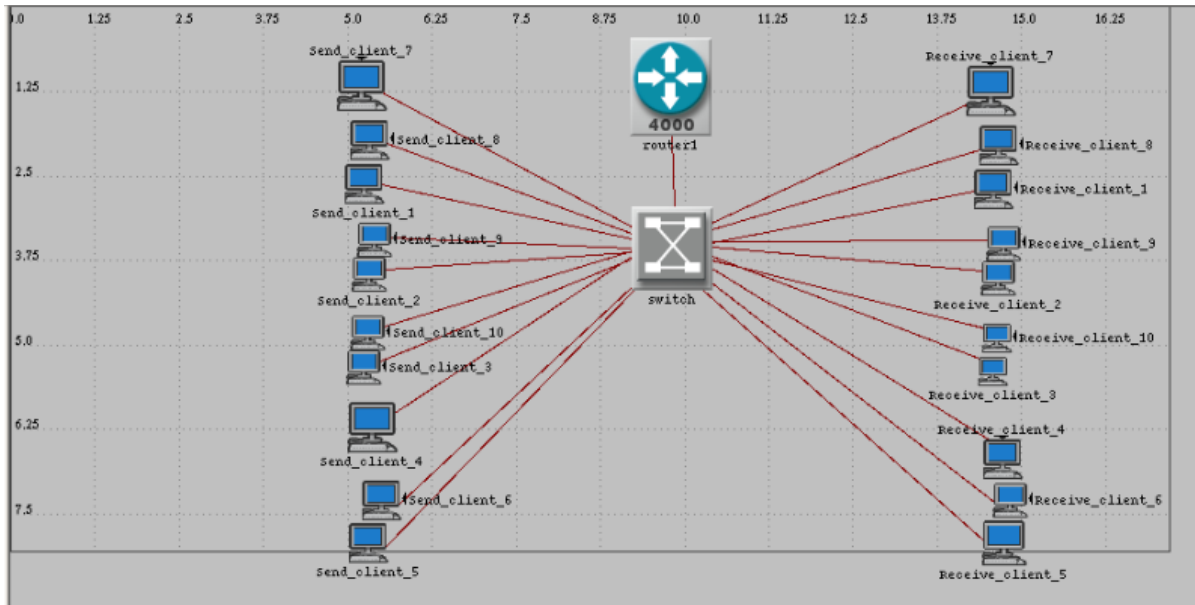 1.0 1.25 2.5 3.75 5.0 6.25 7.5 8.75 10.0 11.25 12.5 13.75 15.0 16.25
Send_client_7
Receive_client_7
1.25
4000
router1
Send_client_8
Receive_client_8
2.5
Send_client_1
Receive_client_1
Send_client_9
Receive_client_9
3.75
Send_client_2
switch
Receive_client_2
Send_client_10
Receive_client_10
5.0
Send_client_3
Receive_client_3
6.25
Receive_client_4
Send_client_4
Send_client_6
Receive_client_6
7.5
Send_client_5
Receive_client_5